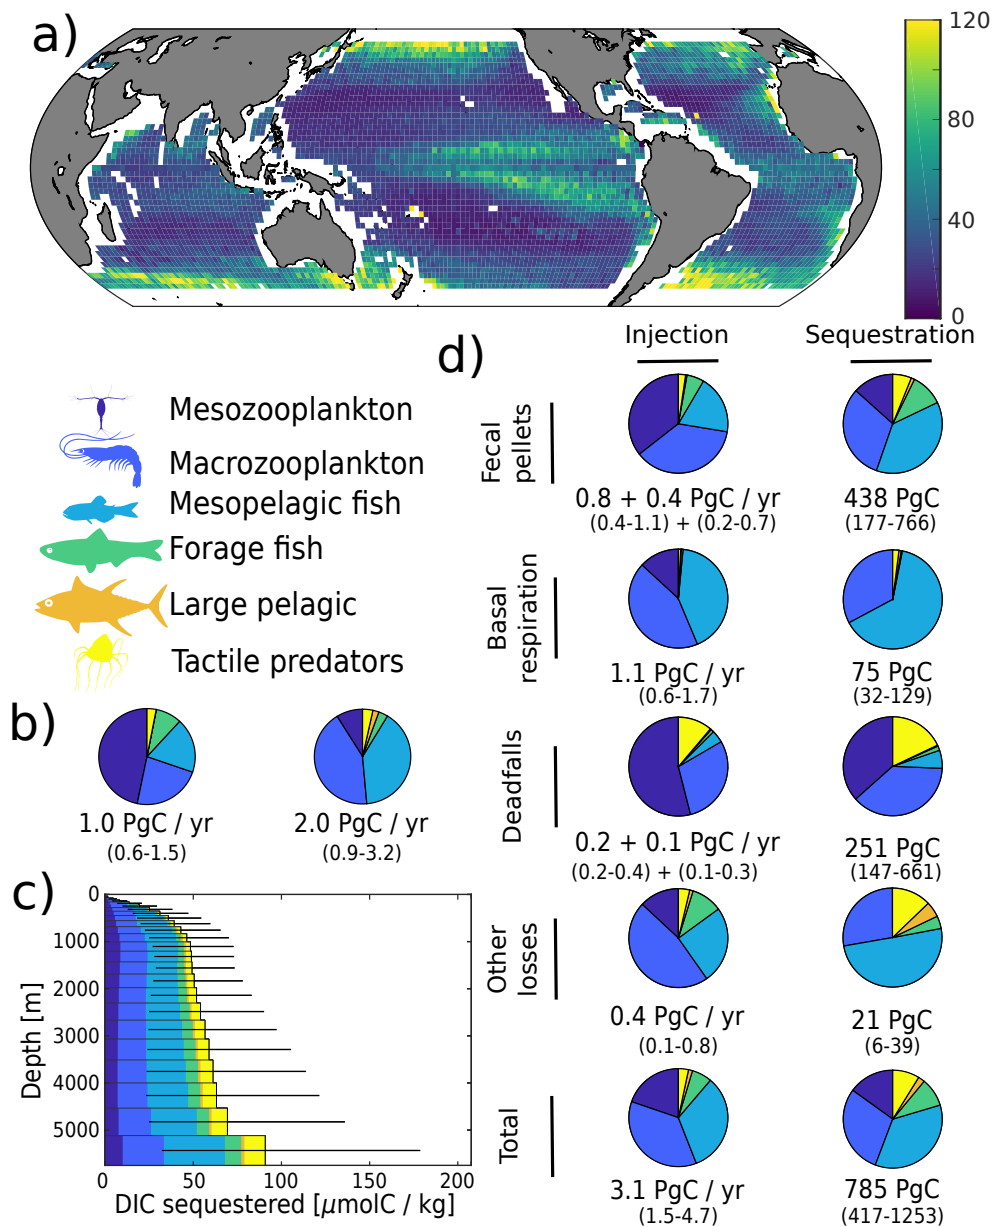 a)
120
80
40
0
Mesozooplankton
Macrozooplankton
Mesopelagic fish
Forage fish
Large pelagic
Tactile predators
b)
1.0 PgC / yr
(0.6-1.5)
2.0 PgC / yr
(0.9-3.2)
c)
0
1000
2000
3000
4000
5000
Depth [m]
0
50
100
150
200
DIC sequestered [μmolC / kg]
d)
Injection
Sequestration
Fecal
pellets
0.8 + 0.4 PgC / yr
(0.4-1.1) + (0.2-0.7)
438 PgC
(177-766)
Basal
respiration
1.1 PgC / yr
(0.6-1.7)
75 PgC
(32-129)
Deadfalls
0.2 + 0.1 PgC / yr
(0.2-0.4) + (0.1-0.3)
251 PgC
(147-661)
Other
losses
0.4 PgC / yr
(0.1-0.8)
21 PgC
(6-39)
Total
3.1 PgC / yr
(1.5-4.7)
785 PgC
(417-1253)